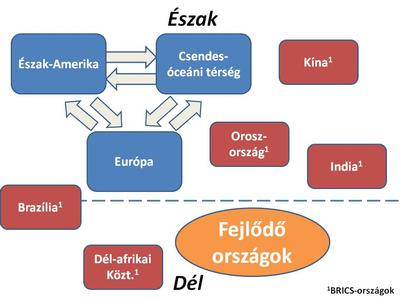 Észak
Észak-Amerika
Csendes-
óceáni térség
Kína¹
Európa
Orosz-
ország¹
India¹
Brazília¹
Fejlődő
országok
Dél-afrikai
Közt.¹
Dél
¹BRICS-országok